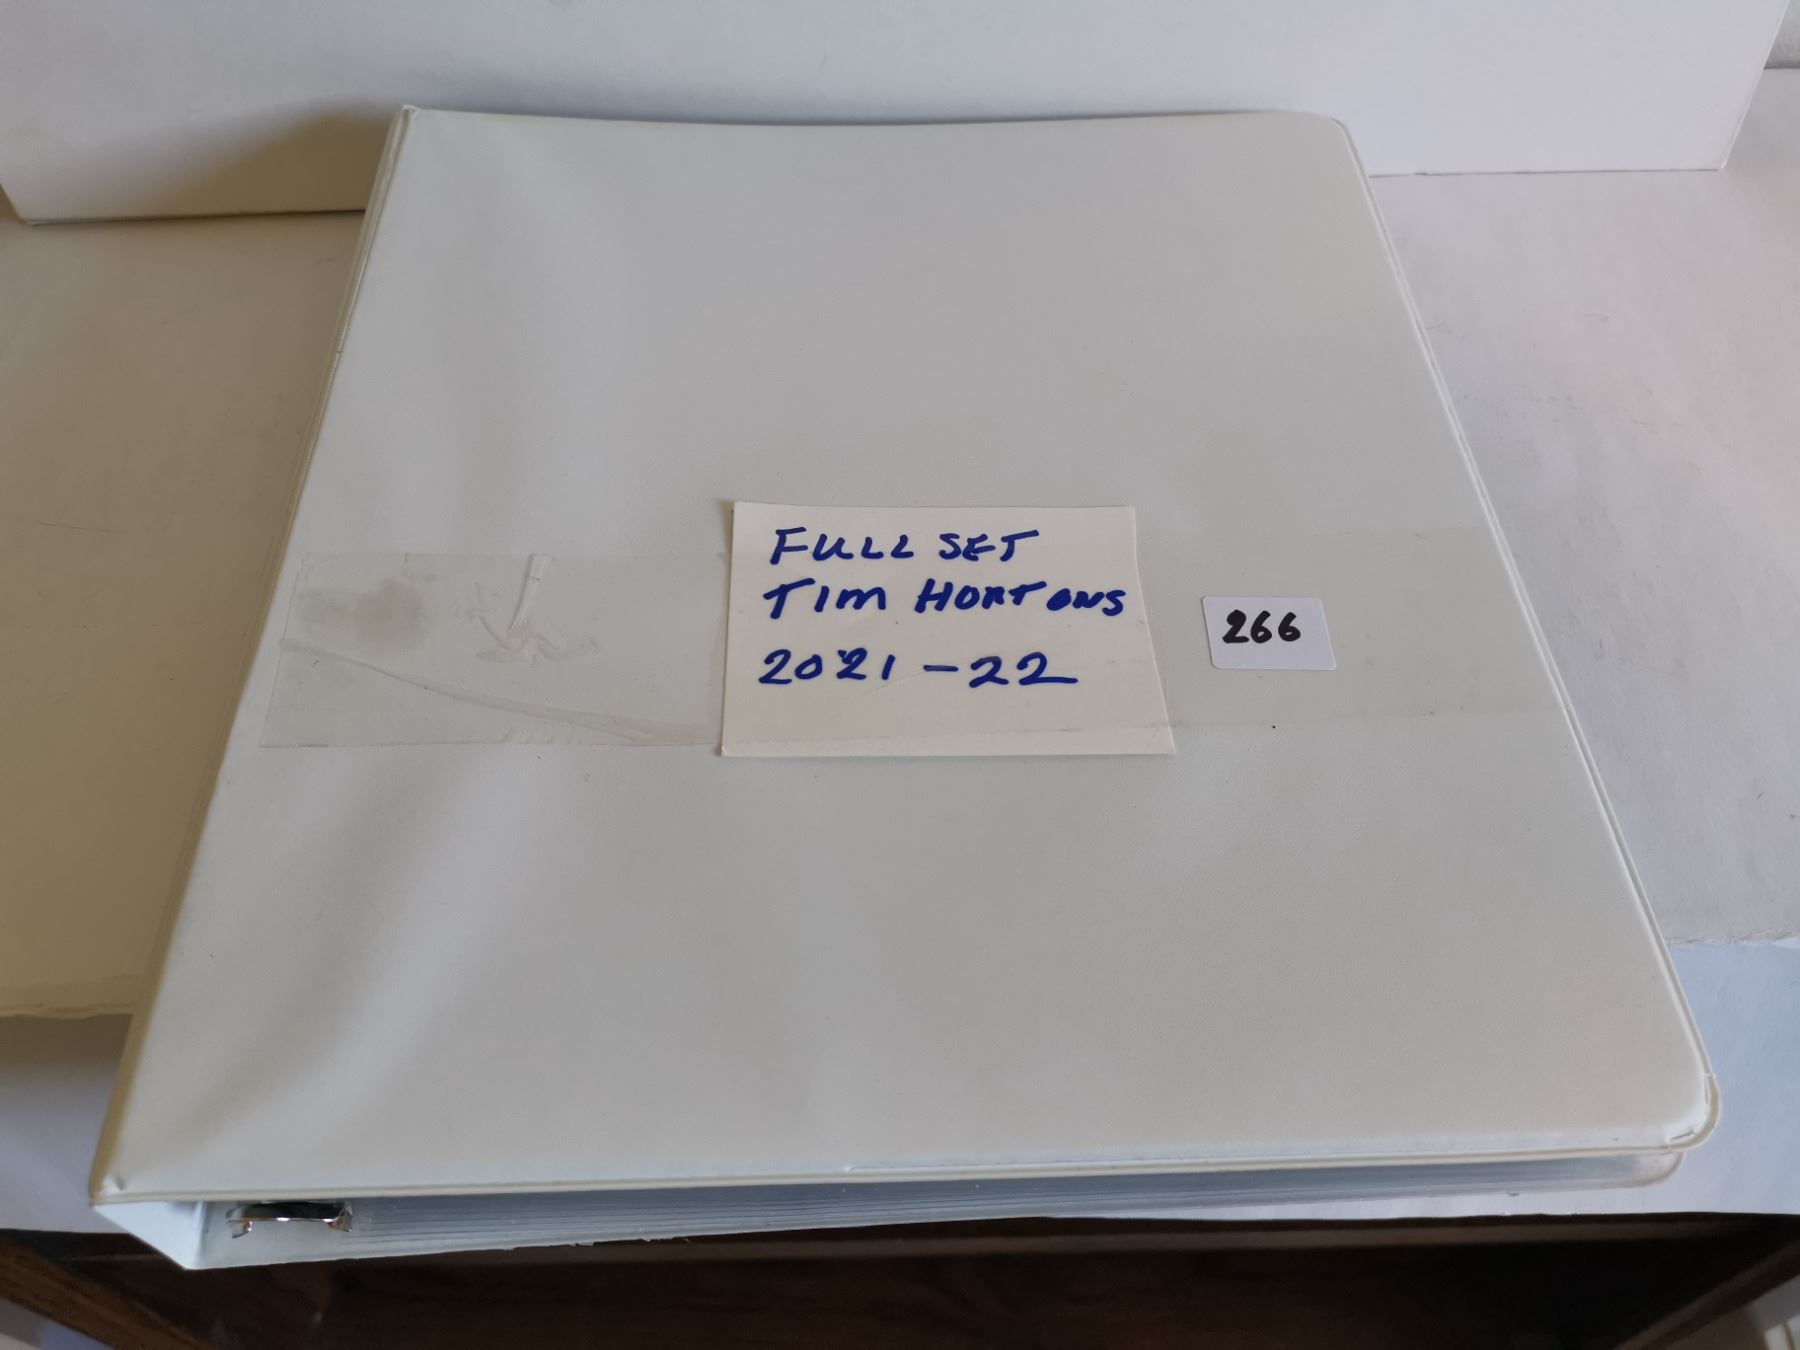 FULL SET
TIM HORTONS
2021-22
266